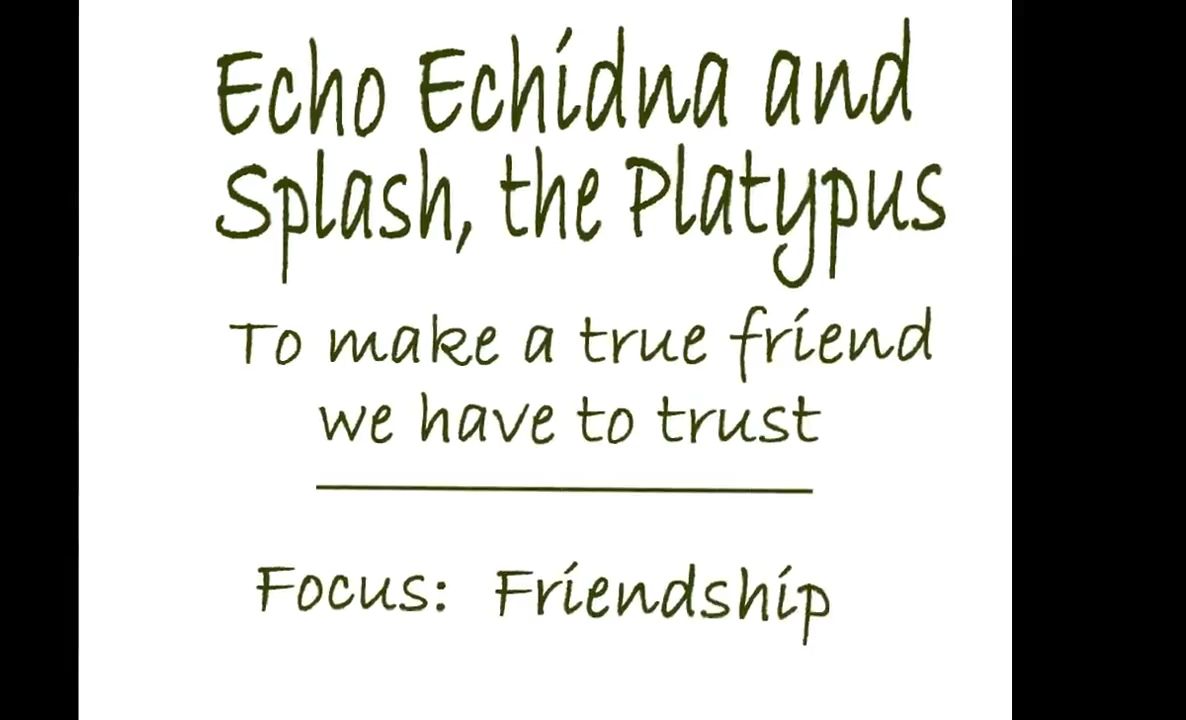 Echo Echidna and
Splash, the Platypus
To make a true friend
we have to trust
Focus: Friendship